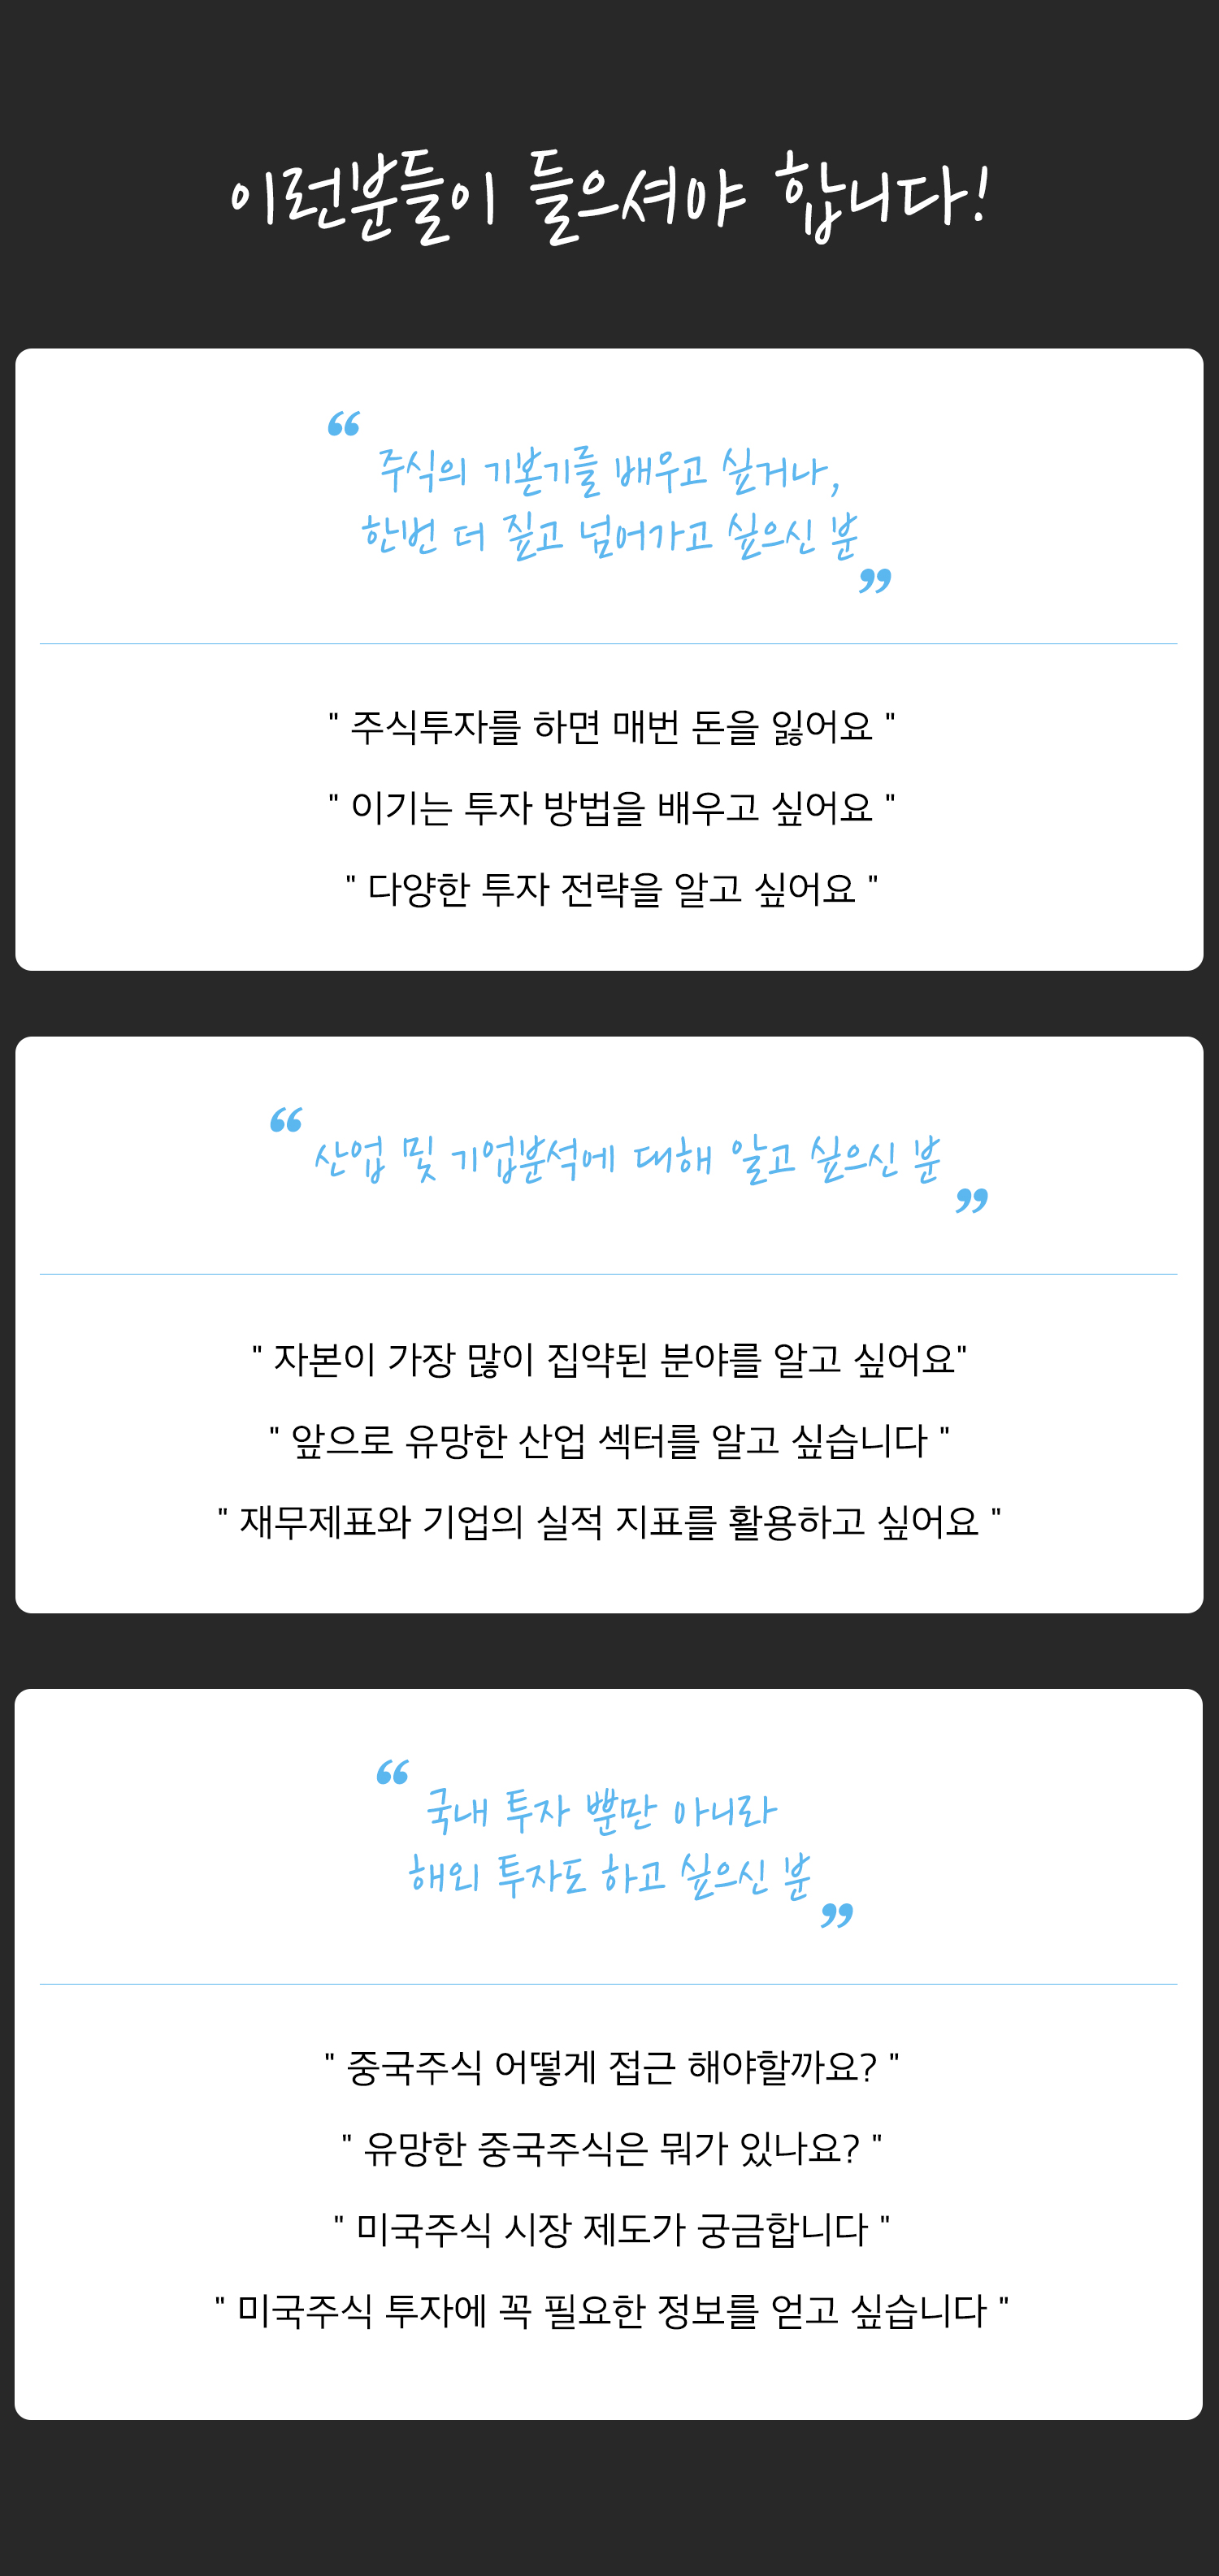 이런분들이 들으셔야 합니다!
“ 주식의 기본기를 배우고 싶거나,
한번 더 짚고 넘어가고 싶으신 분 ”
" 주식투자를 하면 매번 돈을 잃어요 "
" 이기는 투자 방법을 배우고 싶어요 "
" 다양한 투자 전략을 알고 싶어요 "
“ 산업 및 기업분석에 대해 알고 싶으신 분 ”
" 자본이 가장 많이 집약된 분야를 알고 싶어요"
" 앞으로 유망한 산업 섹터를 알고 싶습니다 "
" 재무제표와 기업의 실적 지표를 활용하고 싶어요 "
“ 국내 투자 뿐만 아니라
해외 투자도 하고 싶으신 분 ”
" 중국주식 어떻게 접근 해야할까요? "
" 유망한 중국주식은 뭐가 있나요? "
" 미국주식 시장 제도가 궁금합니다 "
" 미국주식 투자에 꼭 필요한 정보를 얻고 싶습니다 "